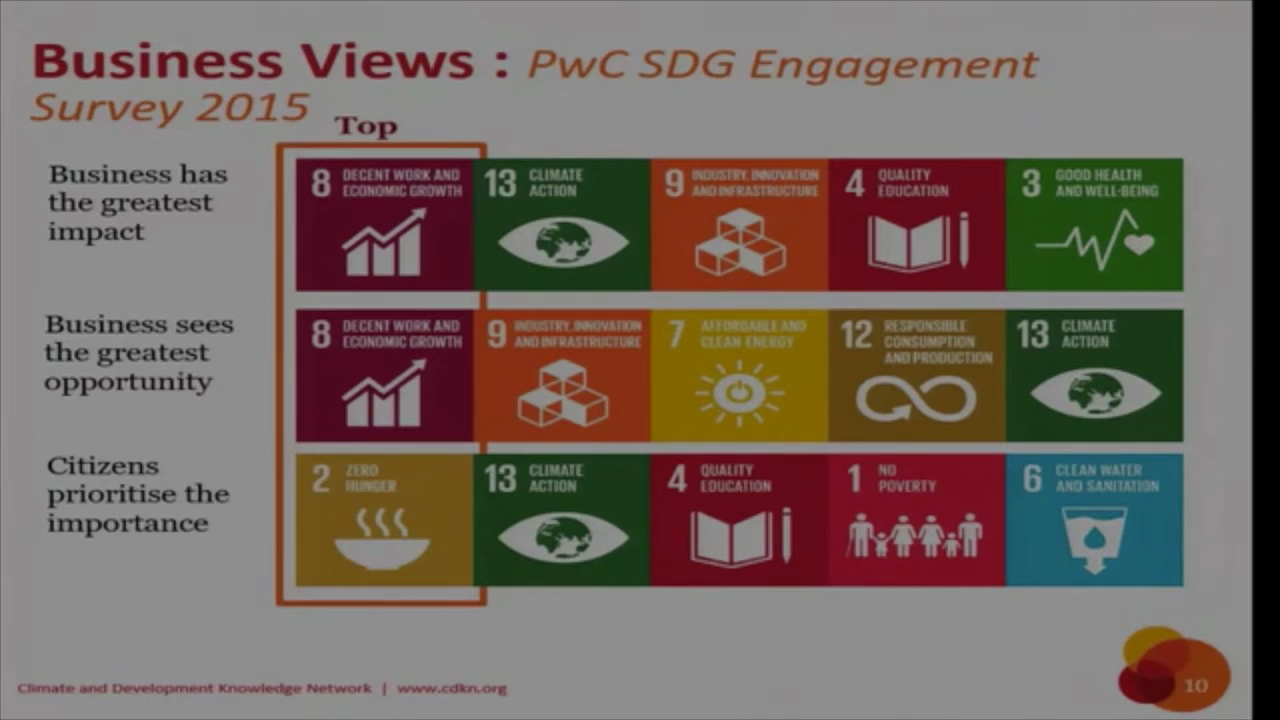 Business Views : PwC SDG Engagement
Survey 2015
Top
Business has
the greatest
impact
8 DECENT WORK AND
ECONOMIC GROWTH
13 CLIMATE
ACTION
9 INDUSTRY, INNOVATION
AND INFRASTRUCTURE
4 QUALITY
EDUCATION
3 GOOD HEALTH
AND WELL-BEING
Business sees
the greatest
opportunity
8 DECENT WORK AND
ECONOMIC GROWTH
9 INDUSTRY, INNOVATION
AND INFRASTRUCTURE
7 AFFORDABLE AND
CLEAN ENERGY
12 RESPONSIBLE
CONSUMPTION
AND PRODUCTION
13 CLIMATE
ACTION
Citizens
prioritise the
importance
2 ZERO
HUNGER
13 CLIMATE
ACTION
4 QUALITY
EDUCATION
1 NO
POVERTY
6 CLEAN WATER
AND SANITATION
Climate and Development Knowledge Network | www.cdkn.org
10